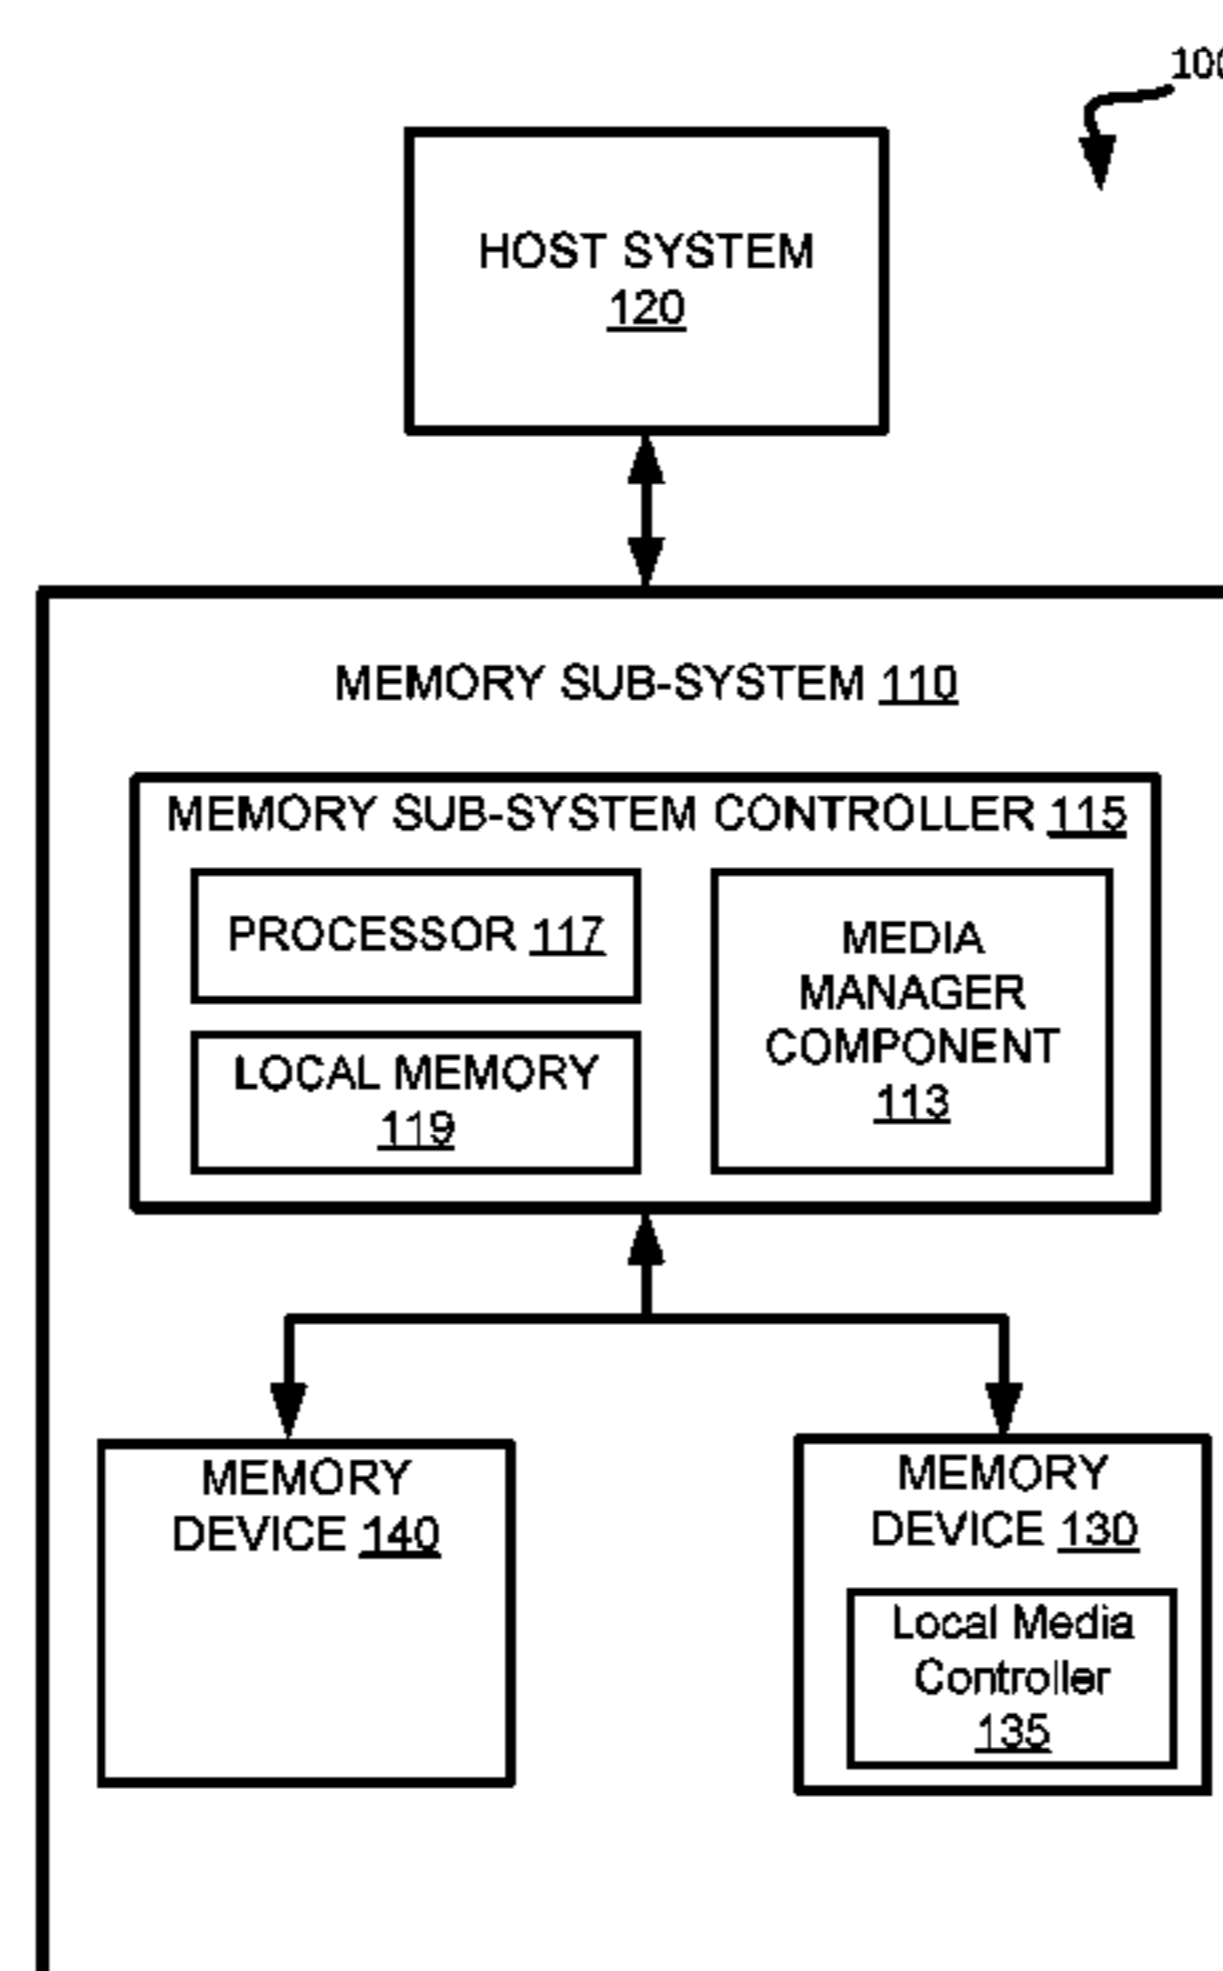 100
HOST SYSTEM
120
MEMORY SUB-SYSTEM 110
MEMORY SUB-SYSTEM CONTROLLER 115
PROCESSOR 117
LOCAL MEMORY
119
MEDIA
MANAGER
COMPONENT
113
MEMORY
DEVICE 140
MEMORY
DEVICE 130
Local Media
Controller
135